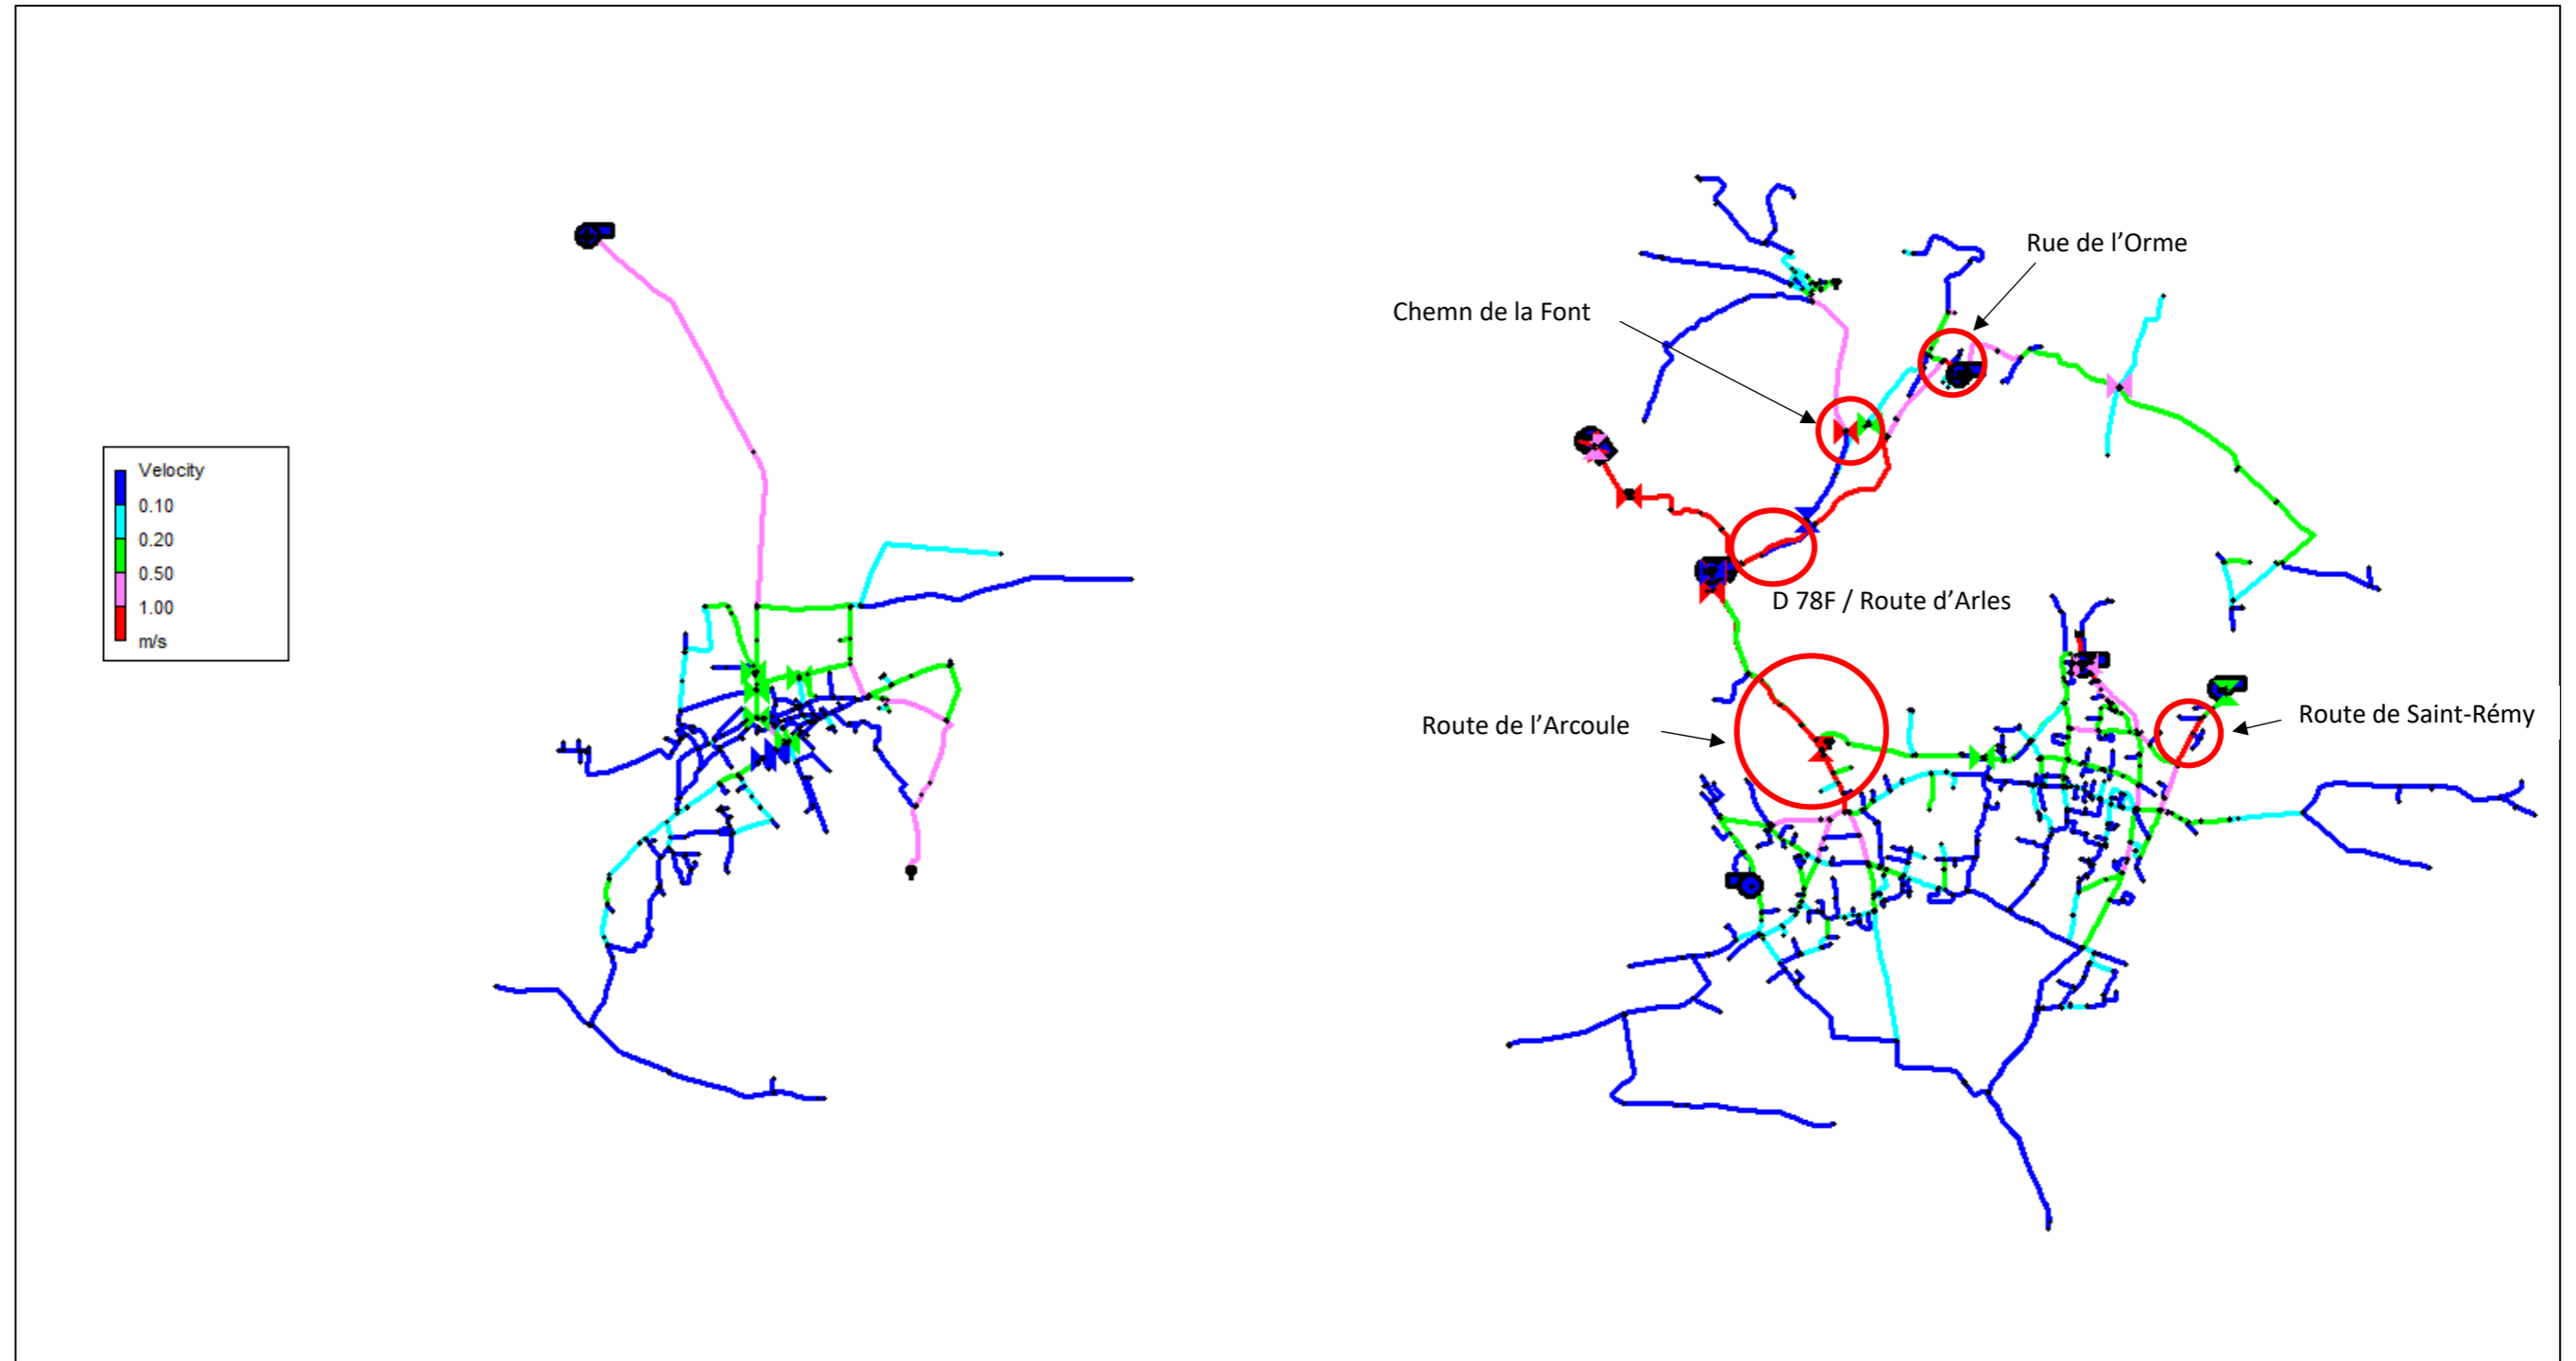 Rue de l’Orme
Chemn de la Font
Velocity
0.10
0.20
0.50
1.00
m/s
D 78F / Route d’Arles
Route de l’Arcoule
Route de Saint-Rémy